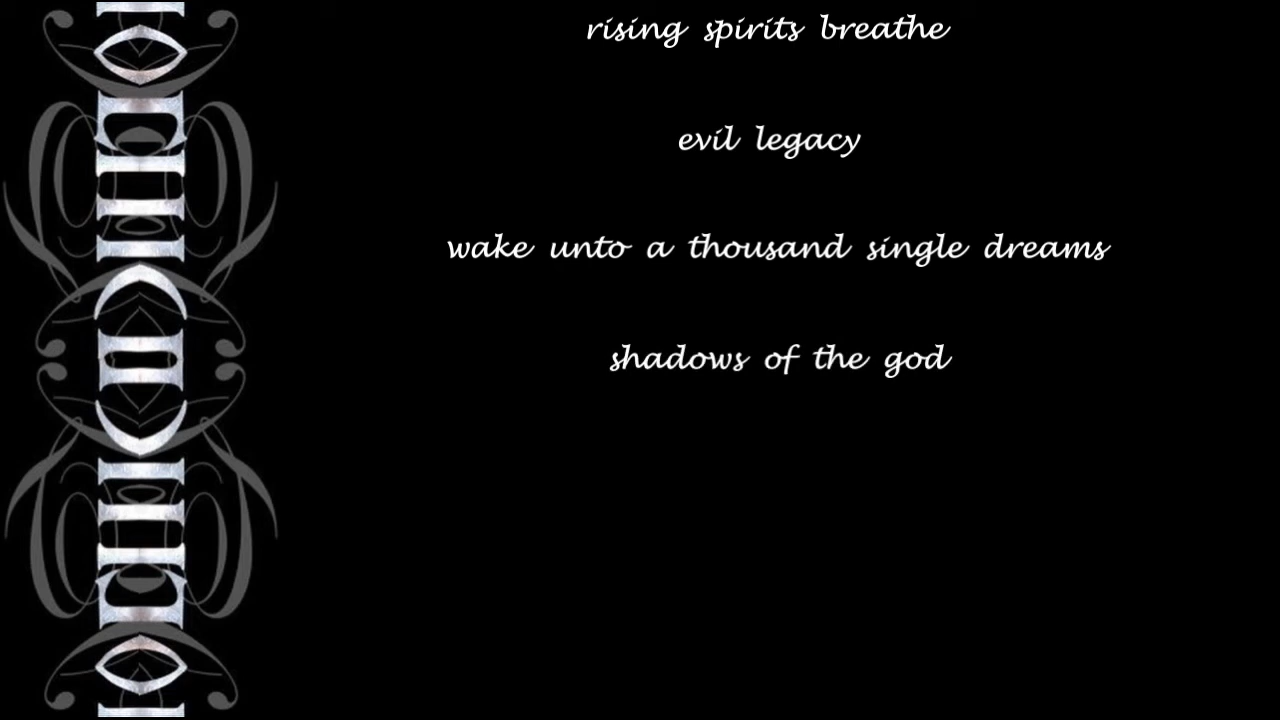 rising spirits breathe
evil legacy
wake unto a thousand single dreams
shadows of the god